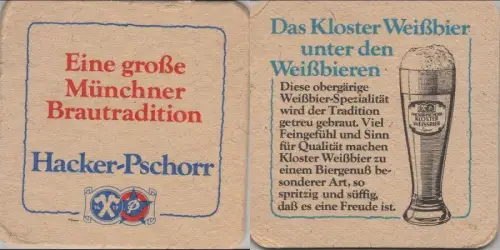 Eine große
Münchner
Brautradition
Hacker-Pschorr
Das Kloster Weißbier
unter den
Weißbieren
Diese obergärige
Weißbier-Spezialität
wird der Tradition
getreu gebraut. Viel
Feingefühl und Sinn
für Qualität machen
Kloster Weißbier zu
einem Biergenuß be-
sonderer Art, so
spritzig und süffig,
daß es eine Freude ist.
KLOSTER
WEISSBIER